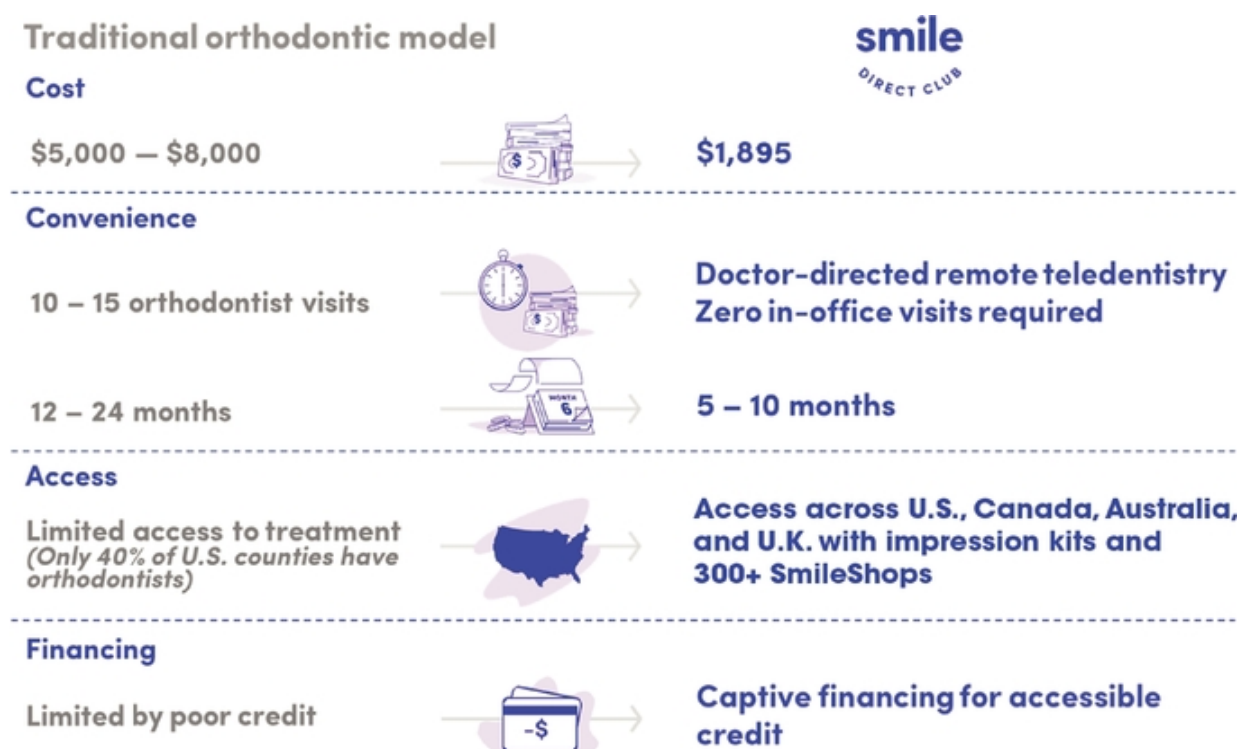 Traditional orthodontic model
smile
DIRECT CLUB
Cost
$5,000 — $8,000
$
$1,895
Convenience
10 – 15 orthodontist visits
$
Doctor-directed remote teledentistry
Zero in-office visits required
12 – 24 months
MONTH
6
5 – 10 months
Access
Limited access to treatment
(Only 40% of U.S. counties have
orthodontists)
Access across U.S., Canada, Australia,
and U.K. with impression kits and
300+ SmileShops
Financing
Limited by poor credit
-$
Captive financing for accessible
credit